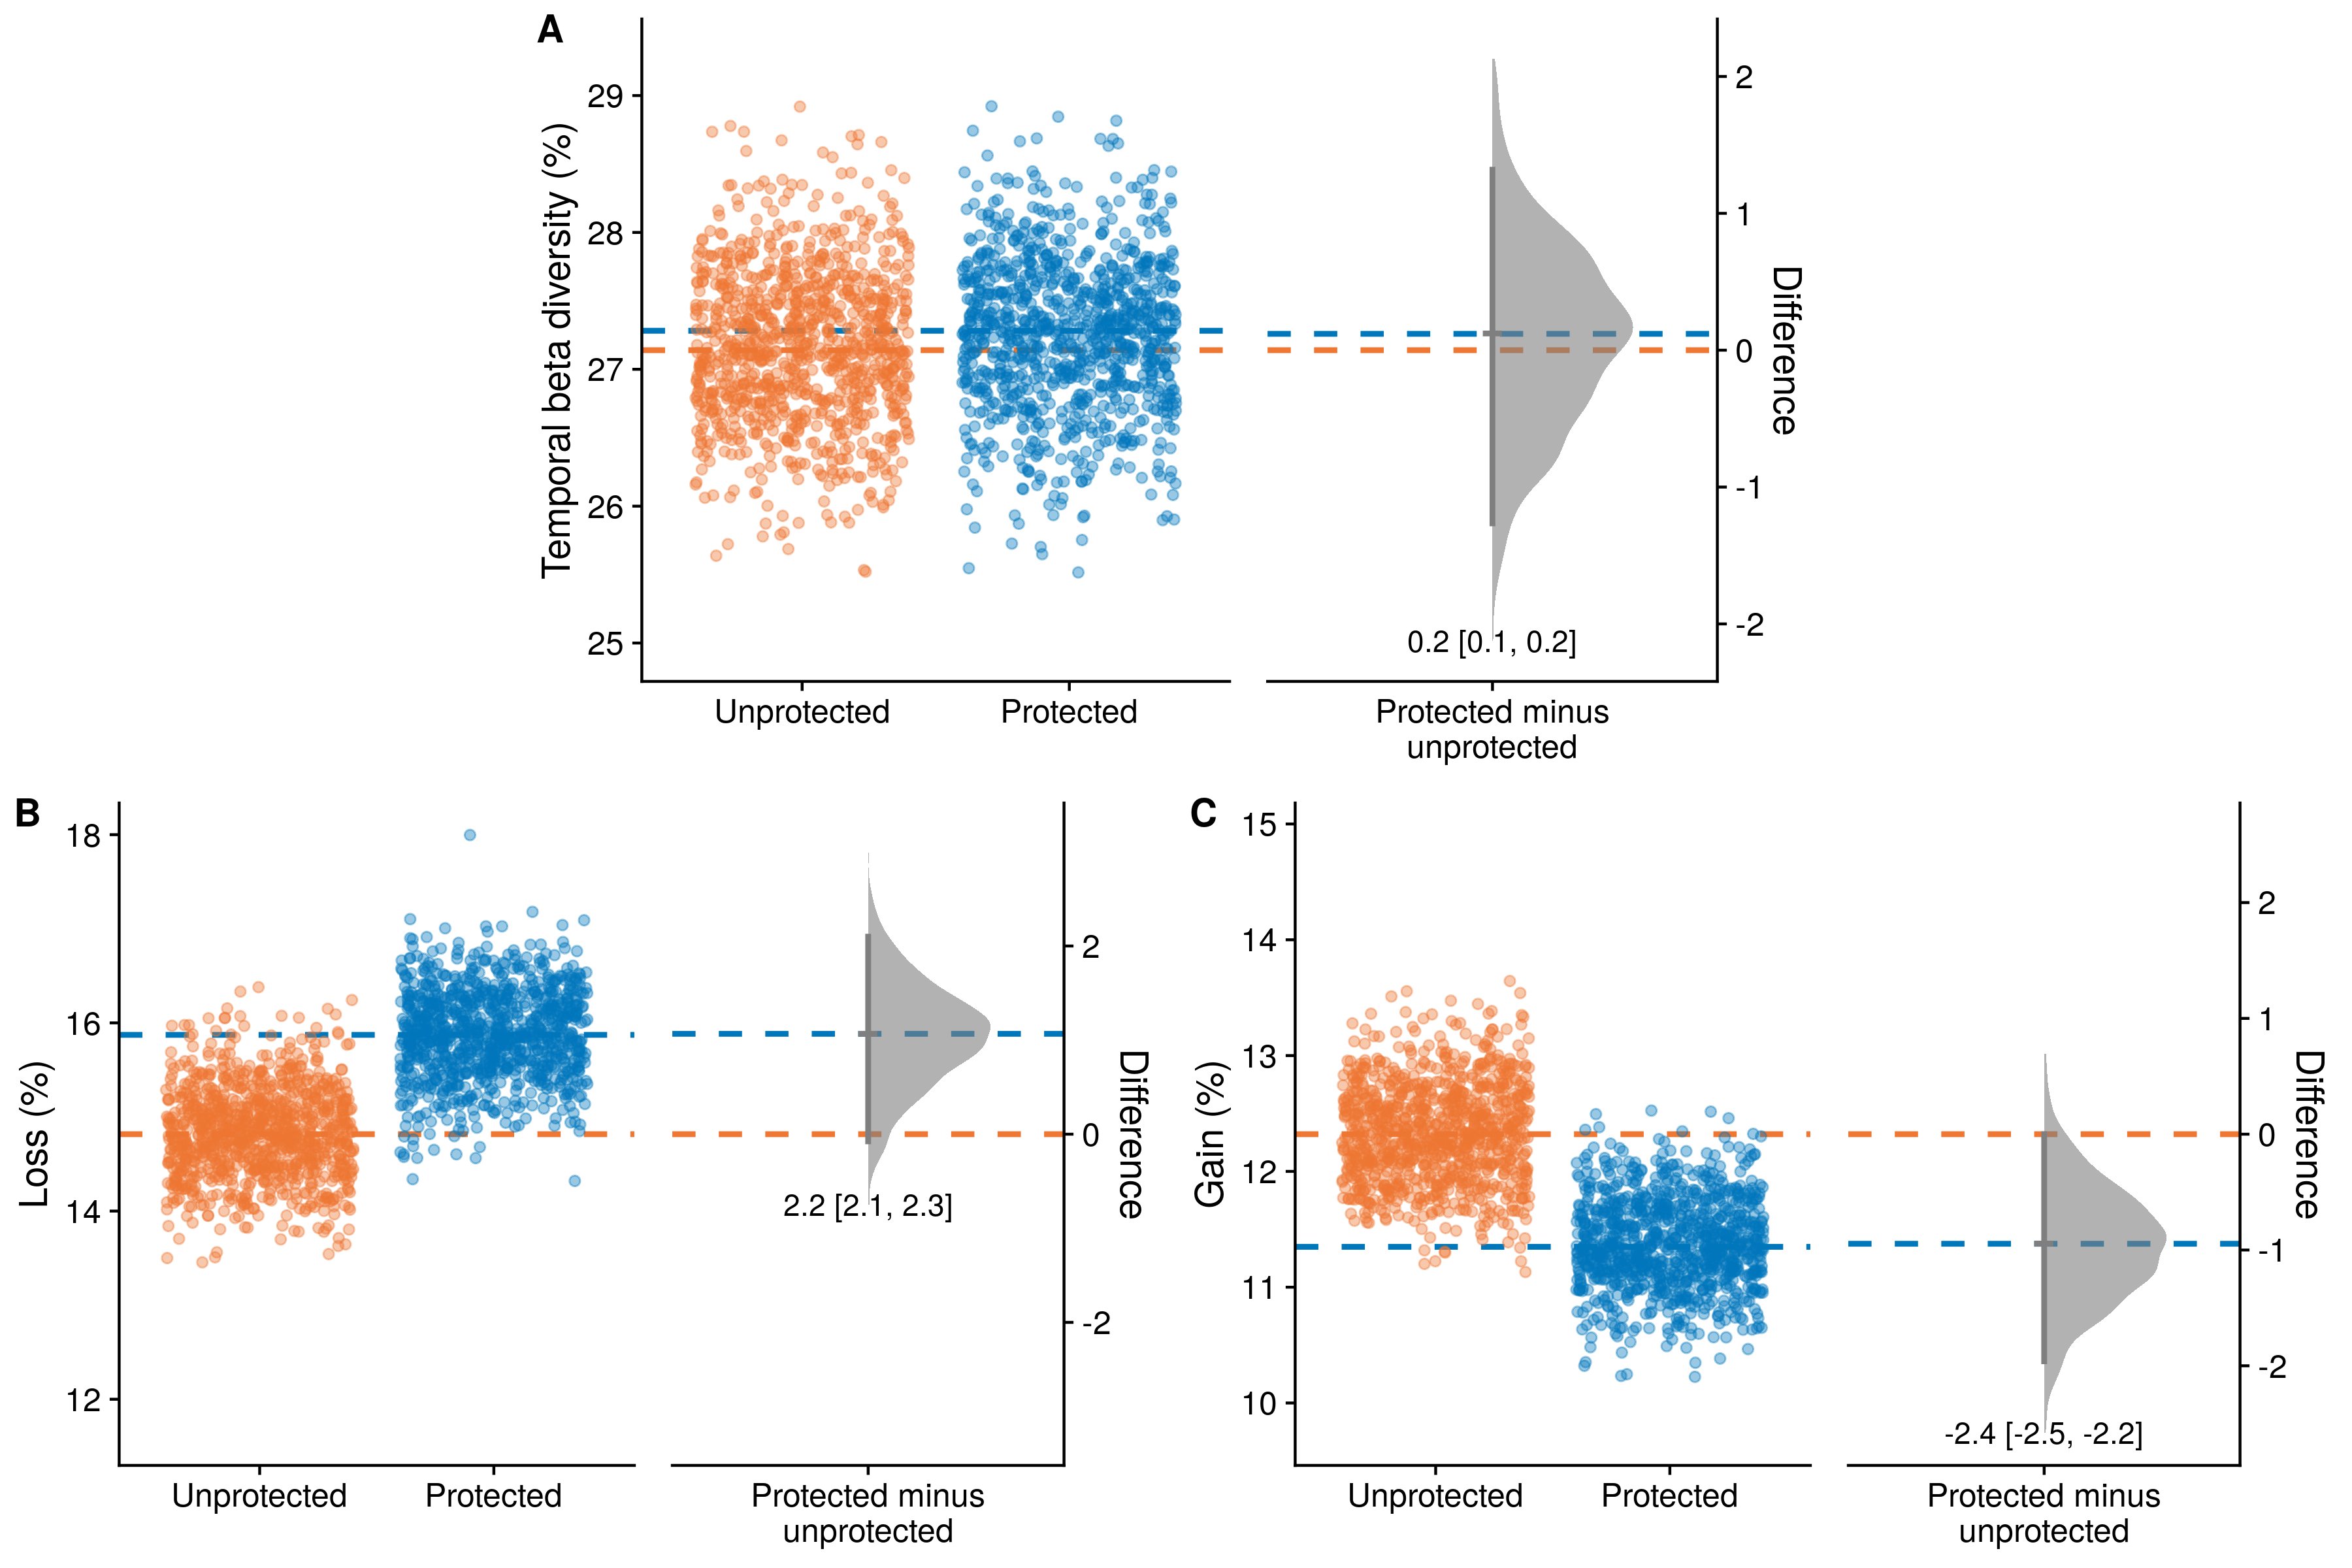 A
Temporal beta diversity (%)
29
28
27
26
25
Unprotected
Protected
2
1
0
-1
-2
Difference
0.2 [0.1, 0.2]
Protected minus
unprotected
B
Loss (%)
18
16
14
12
Unprotected
Protected
2
0
-2
Difference
2.2 [2.1, 2.3]
Protected minus
unprotected
C
Gain (%)
15
14
13
12
11
10
Unprotected
Protected
2
1
0
-1
-2
Difference
-2.4 [-2.5, -2.2]
Protected minus
unprotected